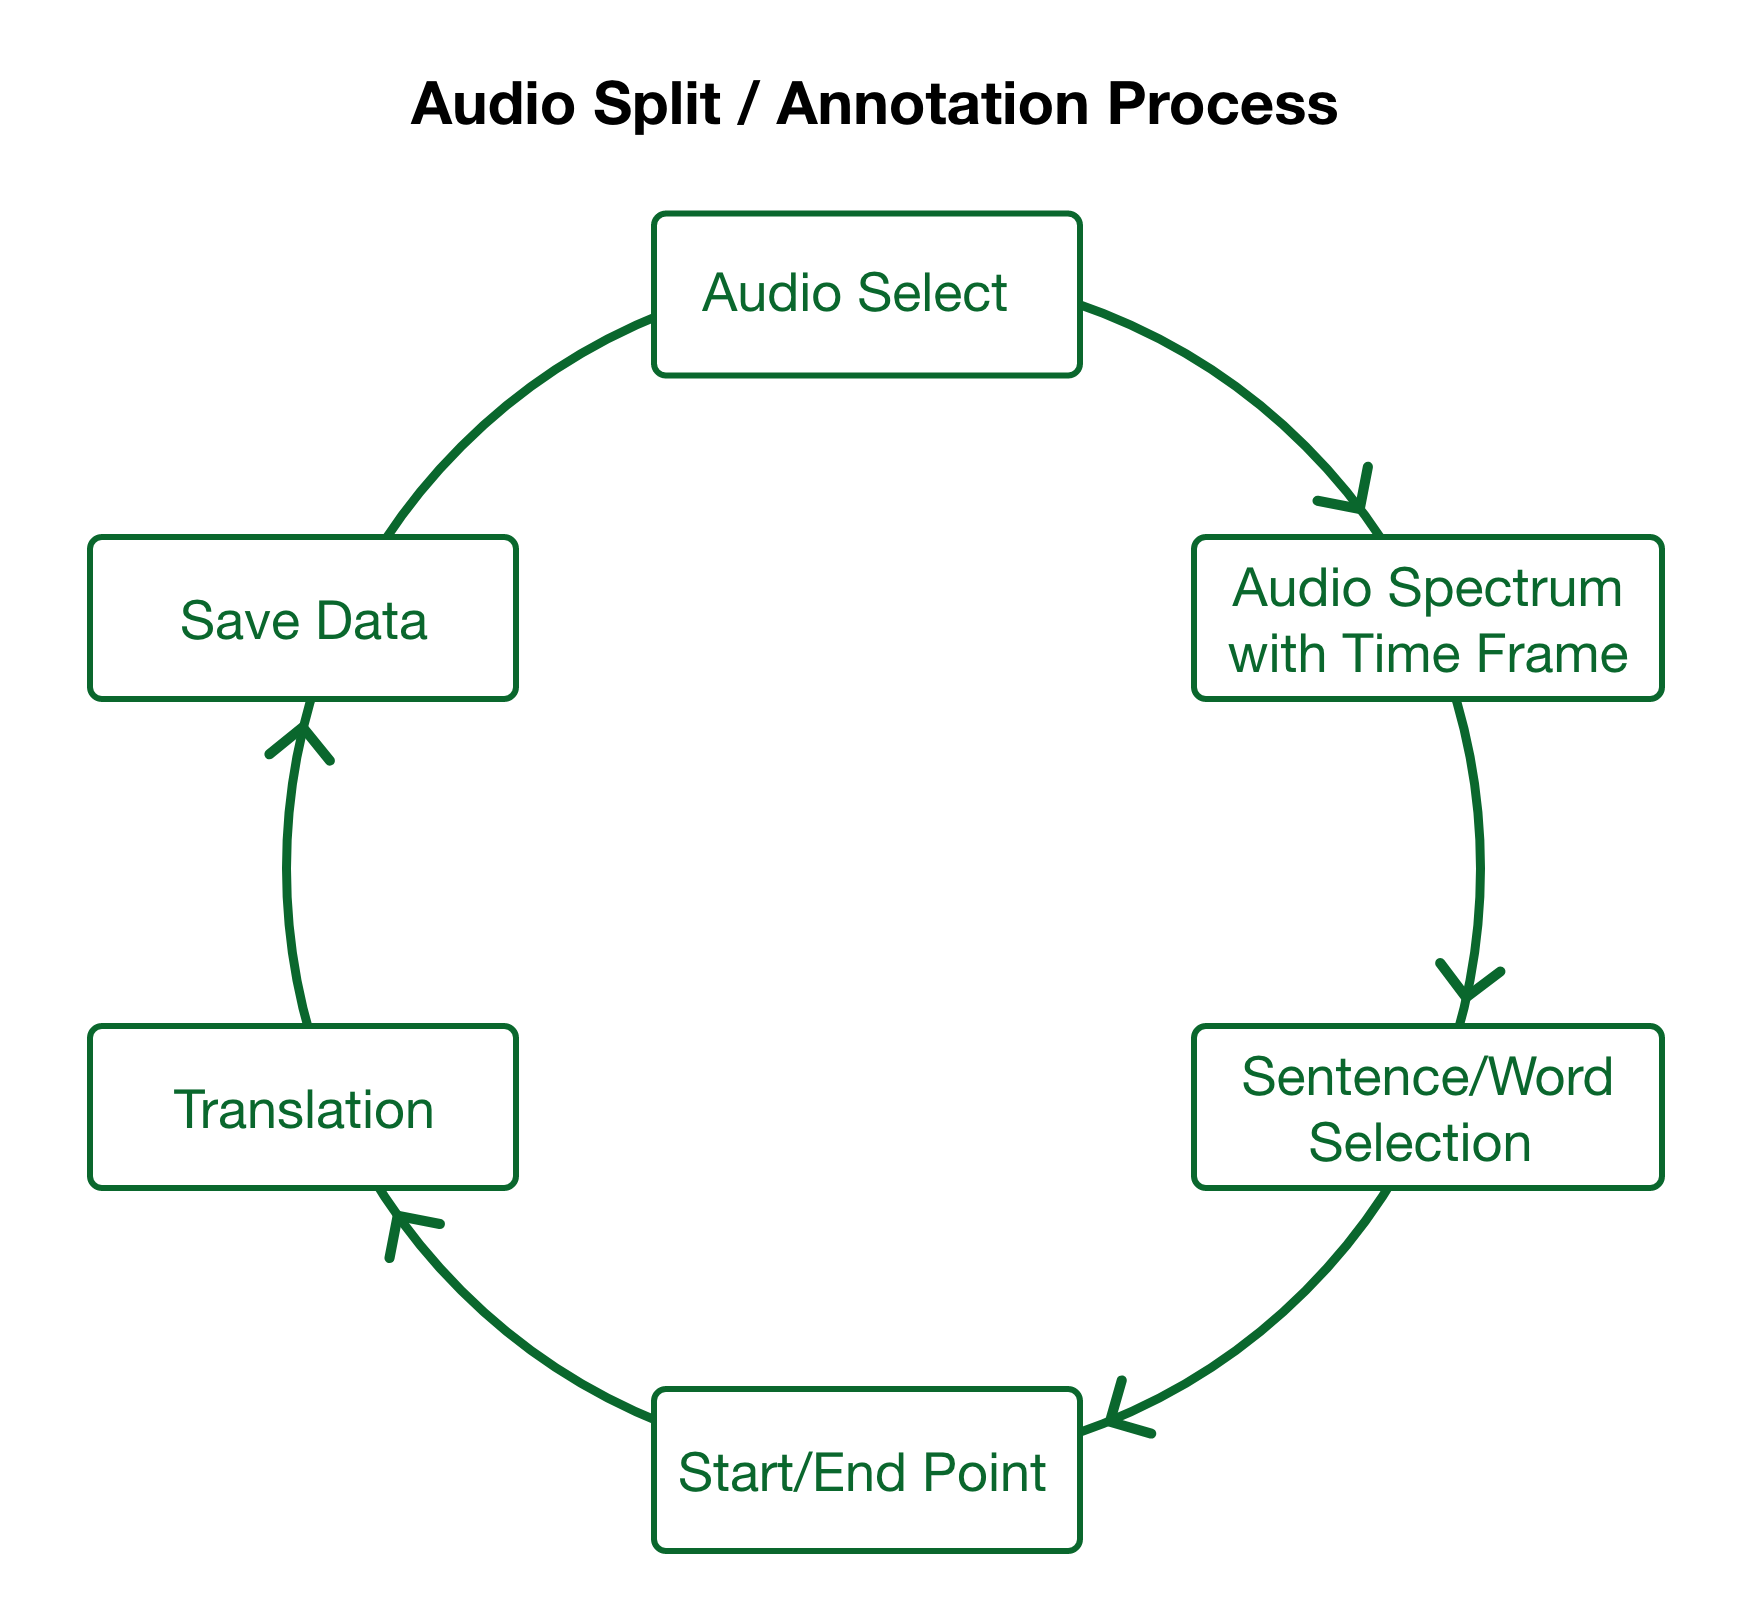 Audio Split / Annotation Process
Audio Select
Audio Spectrum
with Time Frame
Sentence/Word
Selection
Start/End Point
Translation
Save Data